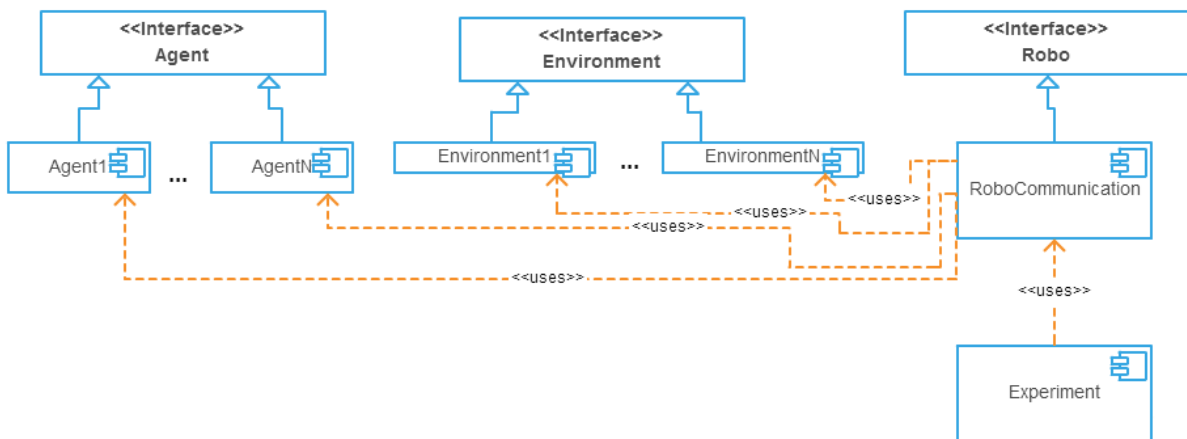 <<Interface>>
Agent
<<Interface>>
Environment
<<Interface>>
Robo
Agent1
...
AgentN
Environment1
...
EnvironmentN
RoboCommunication
<<uses>>
<<uses>>
<<uses>>
<<uses>>
<<uses>>
Experiment